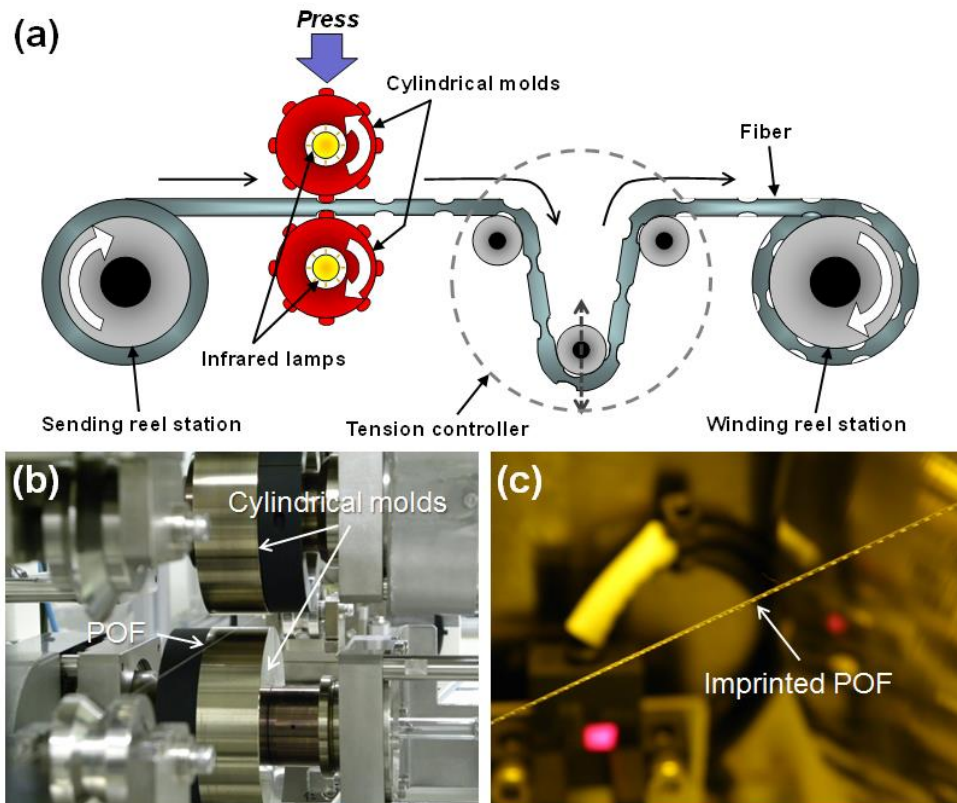 (a)
Press
Cylindrical molds
Fiber
Infrared lamps
Sending reel station
Tension controller
Winding reel station
(b)
Cylindrical molds
POF
(c)
Imprinted POF